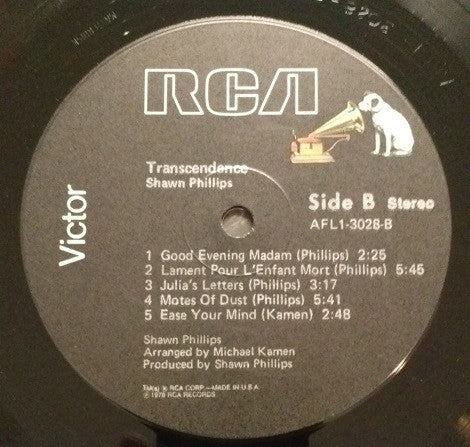 RCA
Transcendence
Shawn Phillips
Side B Stereo
AFL1-3028-B
Victor
1 Good Evening Madam (Phillips) 2:25
2 Lament Pour L'Enfant Mort (Phillips) 5:45
3 Julia's Letters (Phillips) 3:17
4 Motes Of Dust (Phillips) 5:41
5 Ease Your Mind (Kamen) 2:48
Shawn Phillips
Arranged by Michael Kamen
Produced by Shawn Phillips
TM(s) ® RCA CORP.—MADE IN U.S.A.
℗ 1978 RCA RECORDS